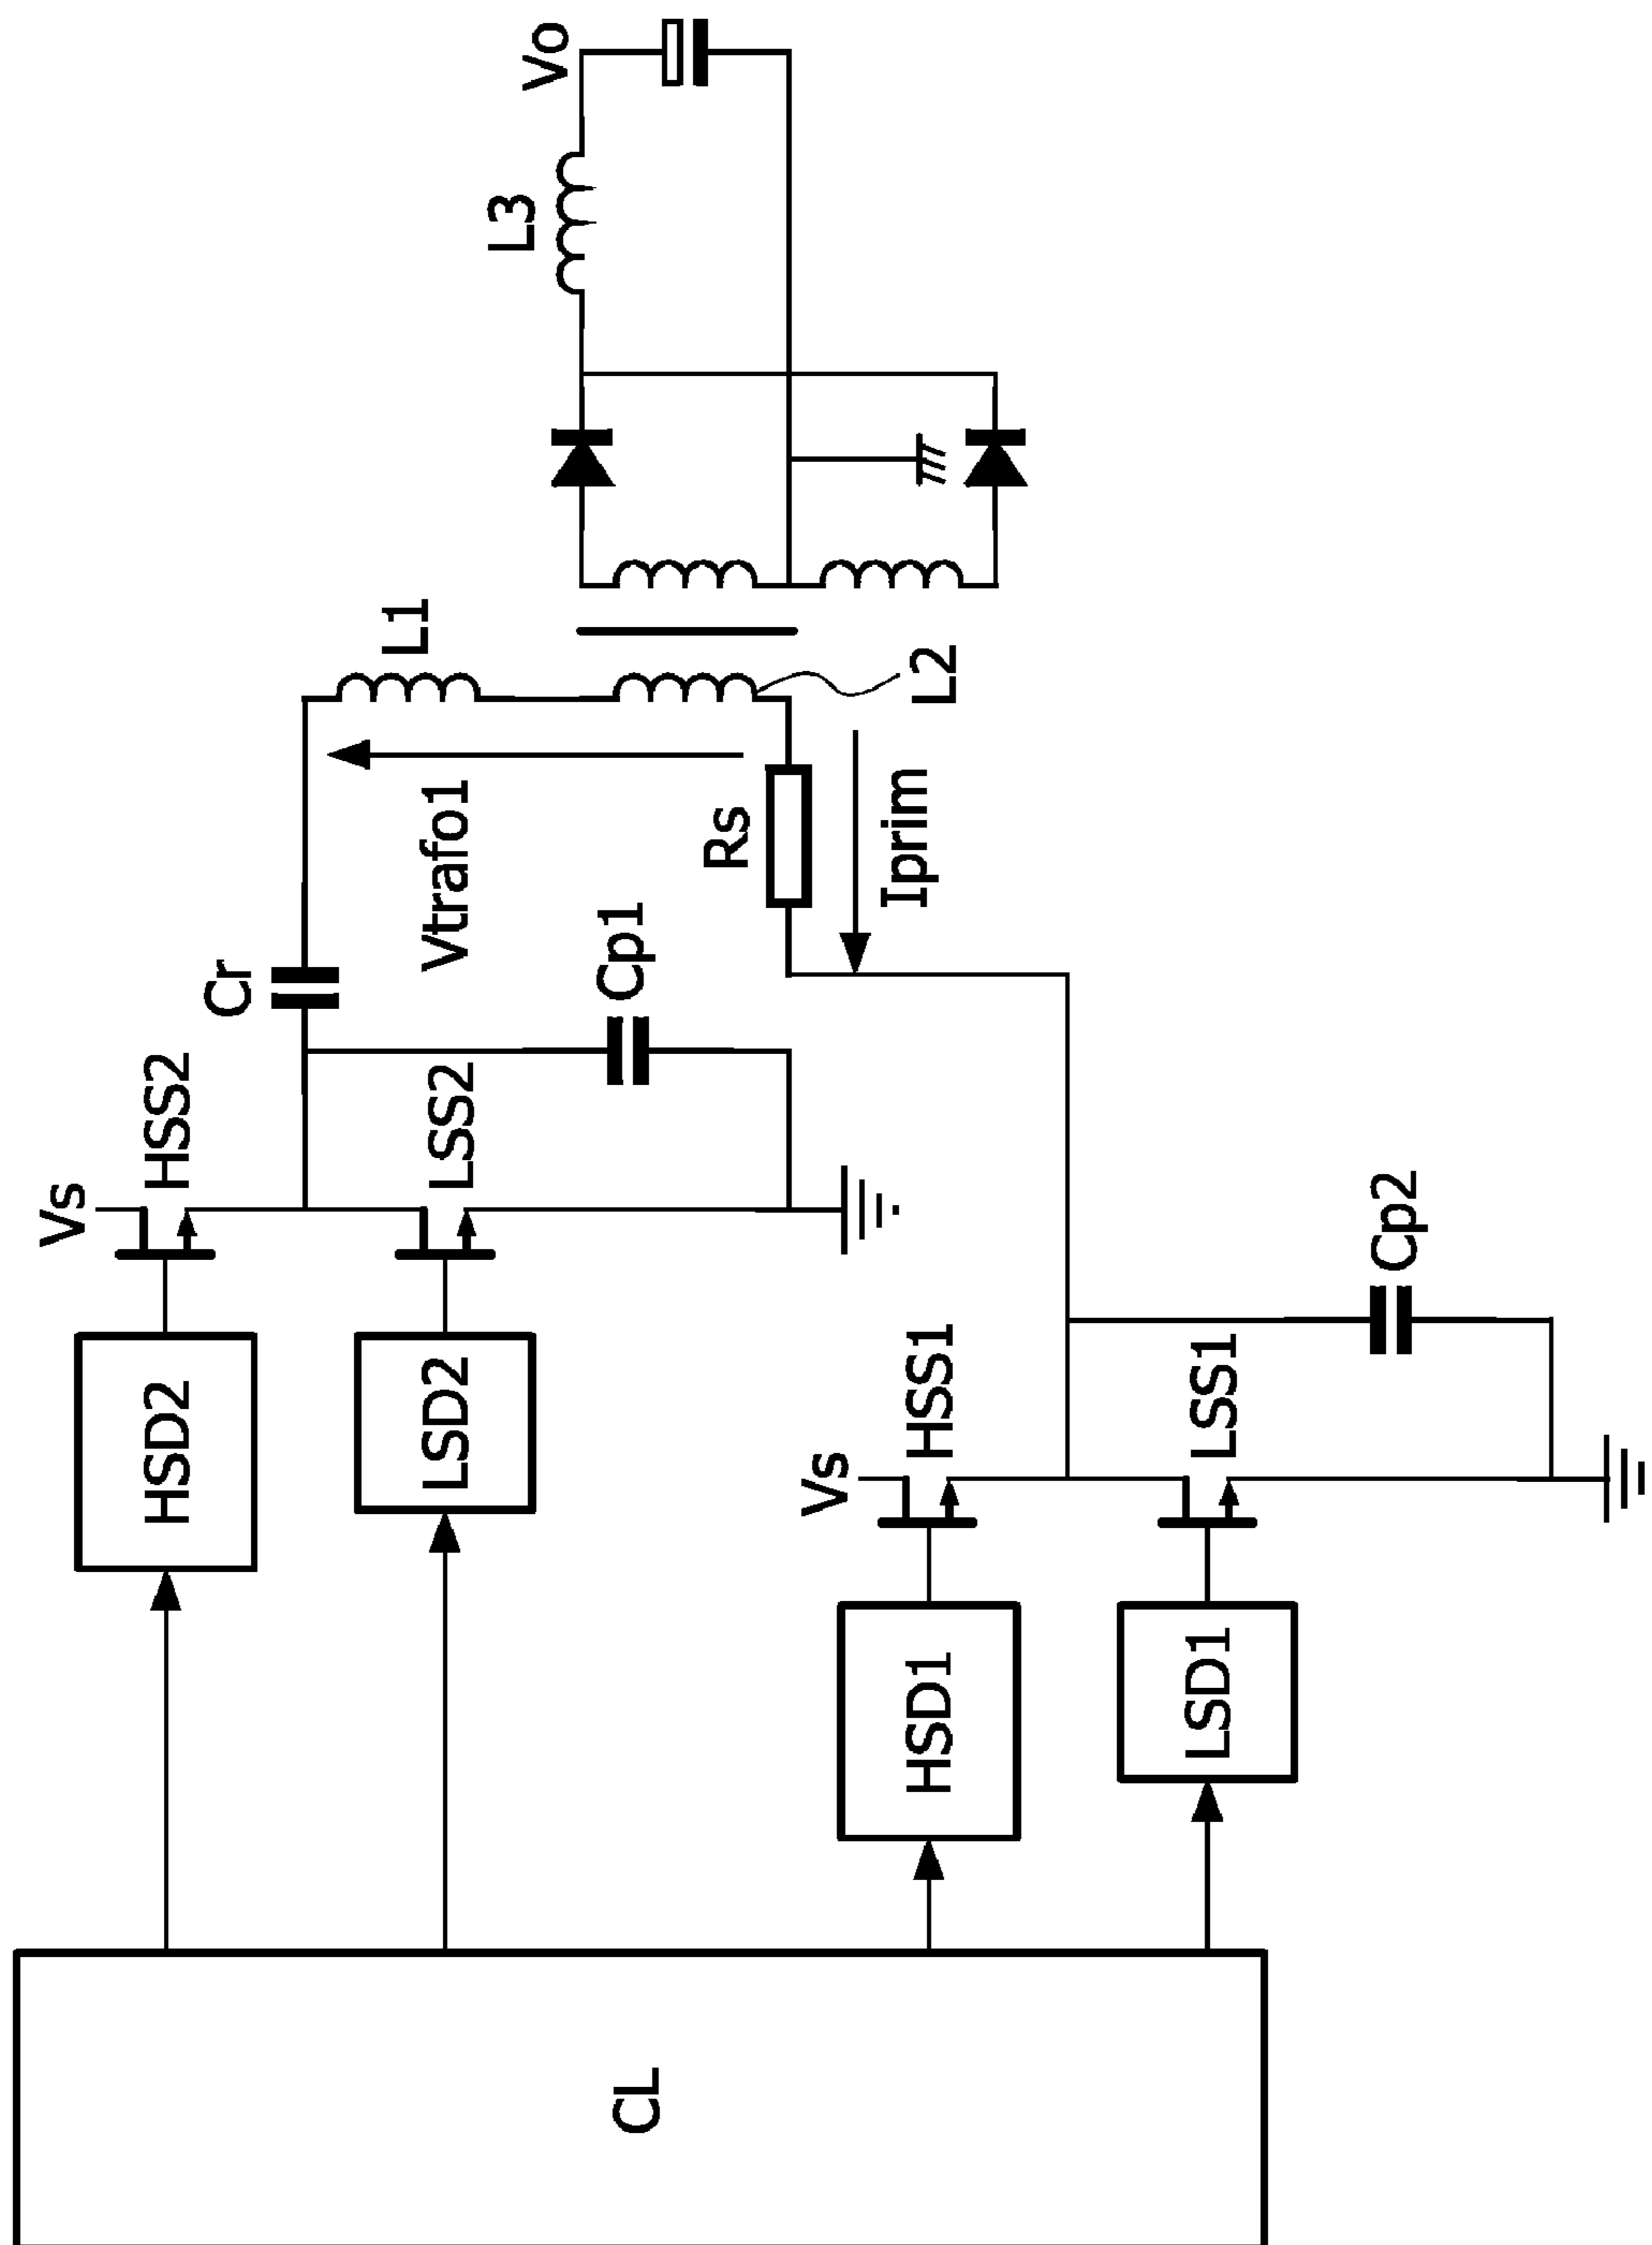 Vo
L3
L1
L2
Vtrafo1
Rs
Iprim
Cr
Cp1
HSS2
LSS2
Vs
Cp2
HSS1
LSS1
Vs
HSD2
LSD2
HSD1
LSD1
CL